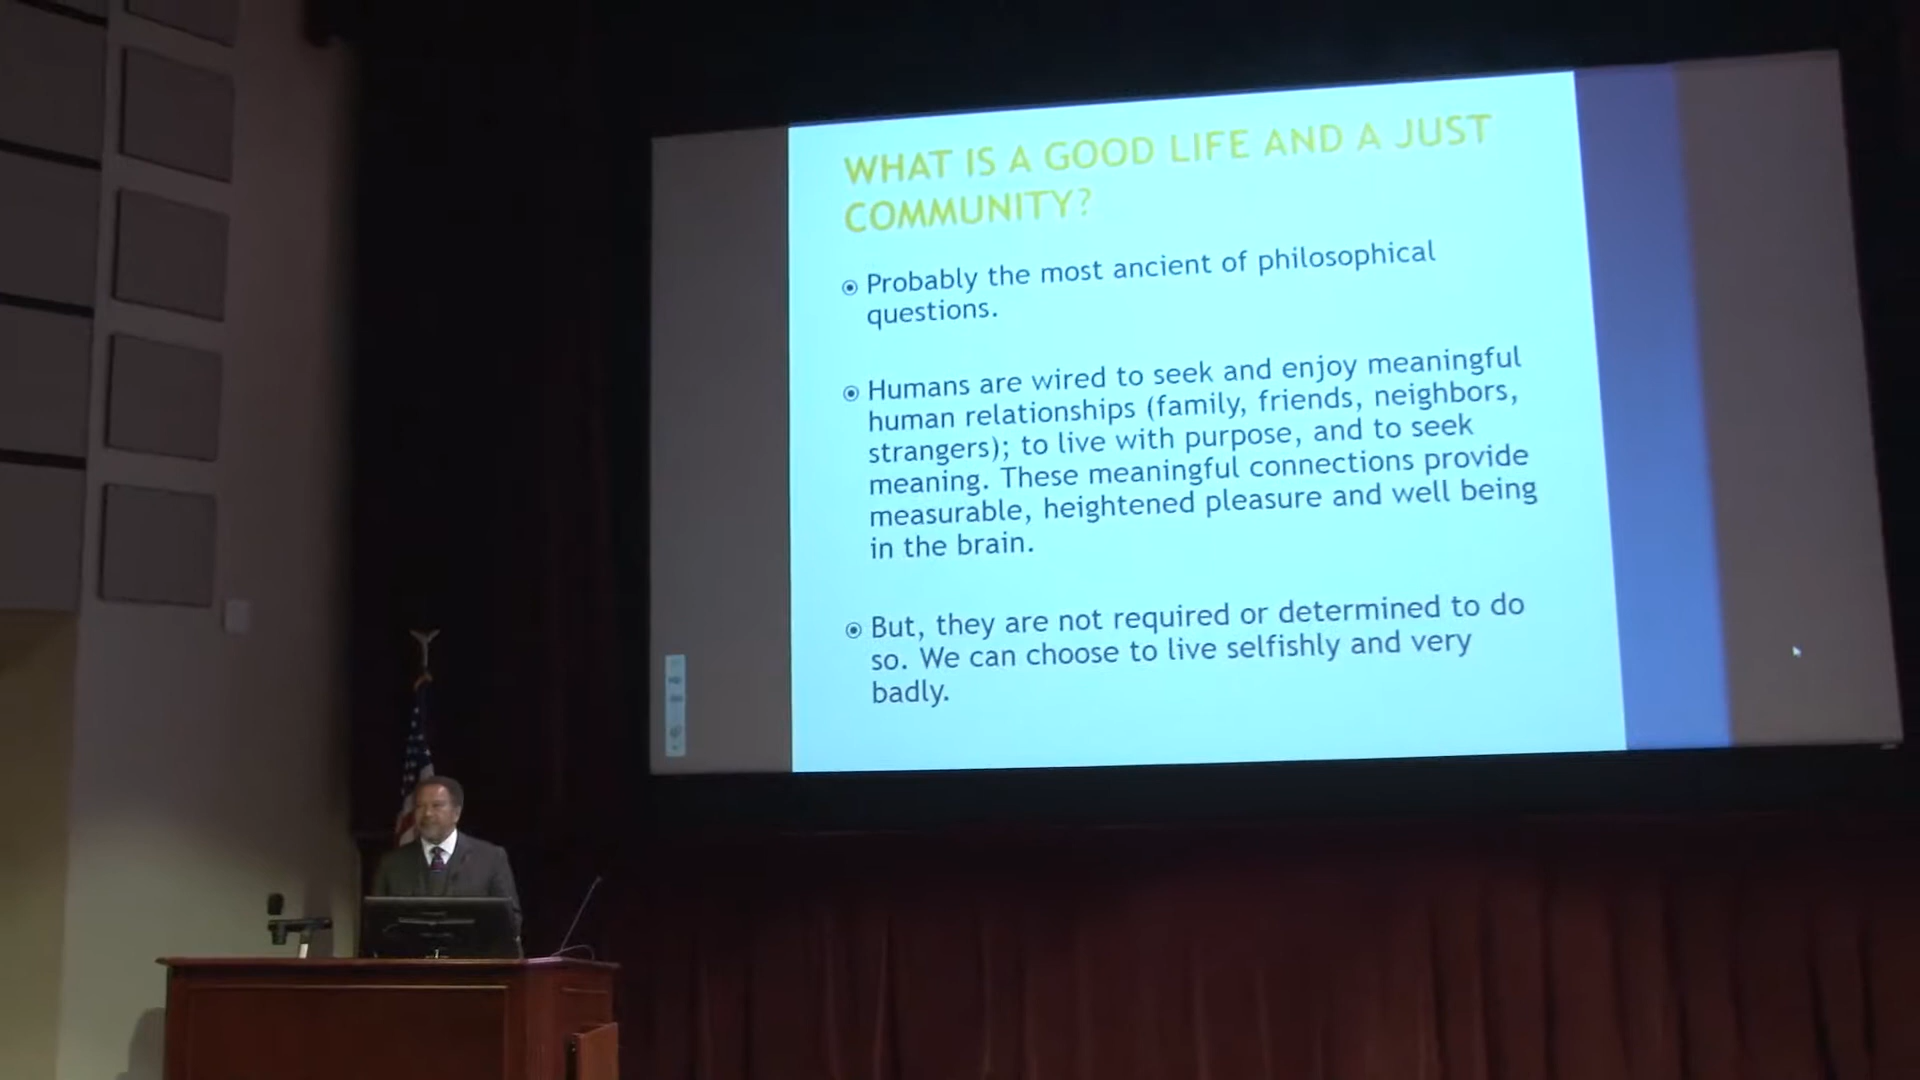 WHAT IS A GOOD LIFE AND A JUST
COMMUNITY?
Probably the most ancient of philosophical
questions.
Humans are wired to seek and enjoy meaningful
human relationships (family, friends, neighbors,
strangers); to live with purpose, and to seek
meaning. These meaningful connections provide
measurable, heightened pleasure and well being
in the brain.
But, they are not required or determined to do
so. We can choose to live selfishly and very
badly.